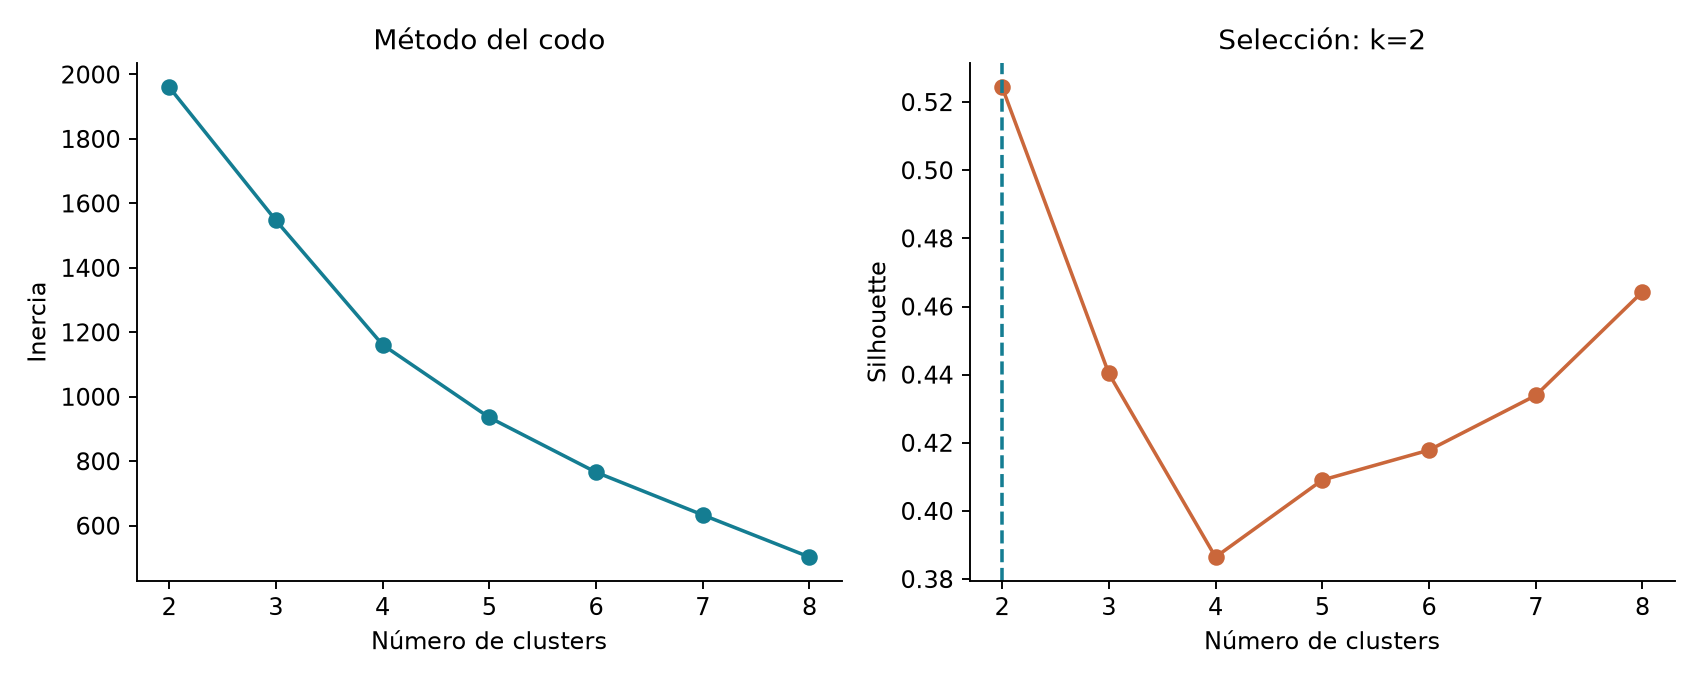 Método del codo
2000
1800
1600
1400
1200
1000
800
600
Inercia
2 3 4 5 6 7 8
Número de clusters
Selección: k=2
0.52
0.50
0.48
0.46
0.44
0.42
0.40
0.38
Silhouette
2 3 4 5 6 7 8
Número de clusters